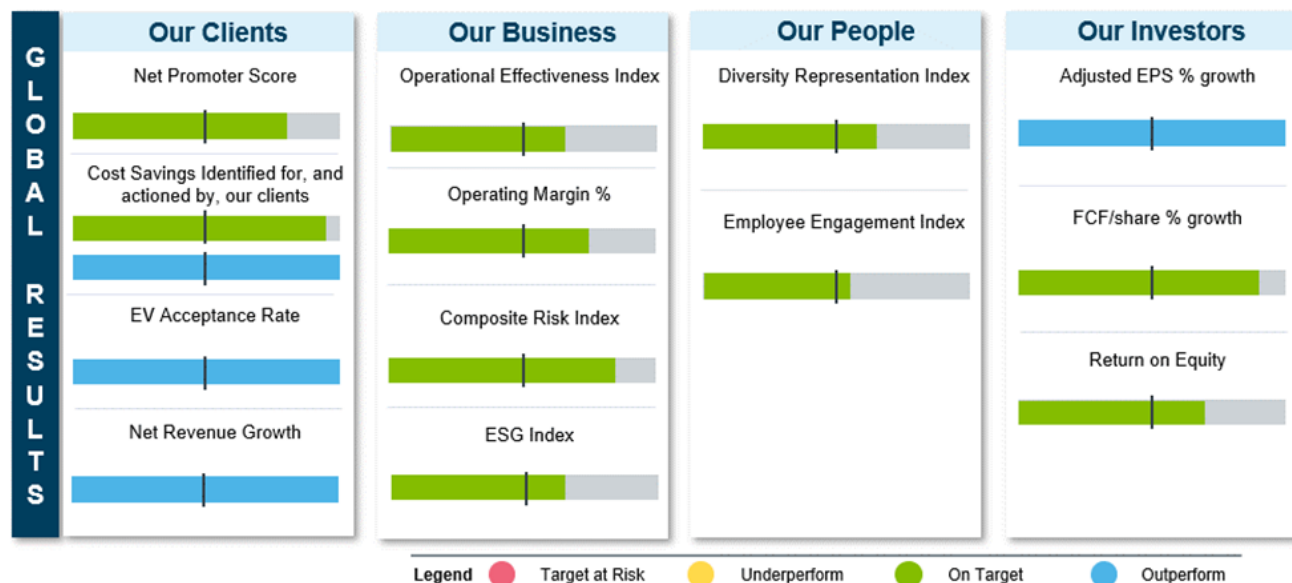 GLOBAL RESULTS
Our Clients
Net Promoter Score
Cost Savings Identified for, and
actioned by, our clients
EV Acceptance Rate
Net Revenue Growth
Our Business
Operational Effectiveness Index
Operating Margin %
Composite Risk Index
ESG Index
Our People
Diversity Representation Index
Employee Engagement Index
Our Investors
Adjusted EPS % growth
FCF/share % growth
Return on Equity
Legend Target at Risk Underperform On Target Outperform